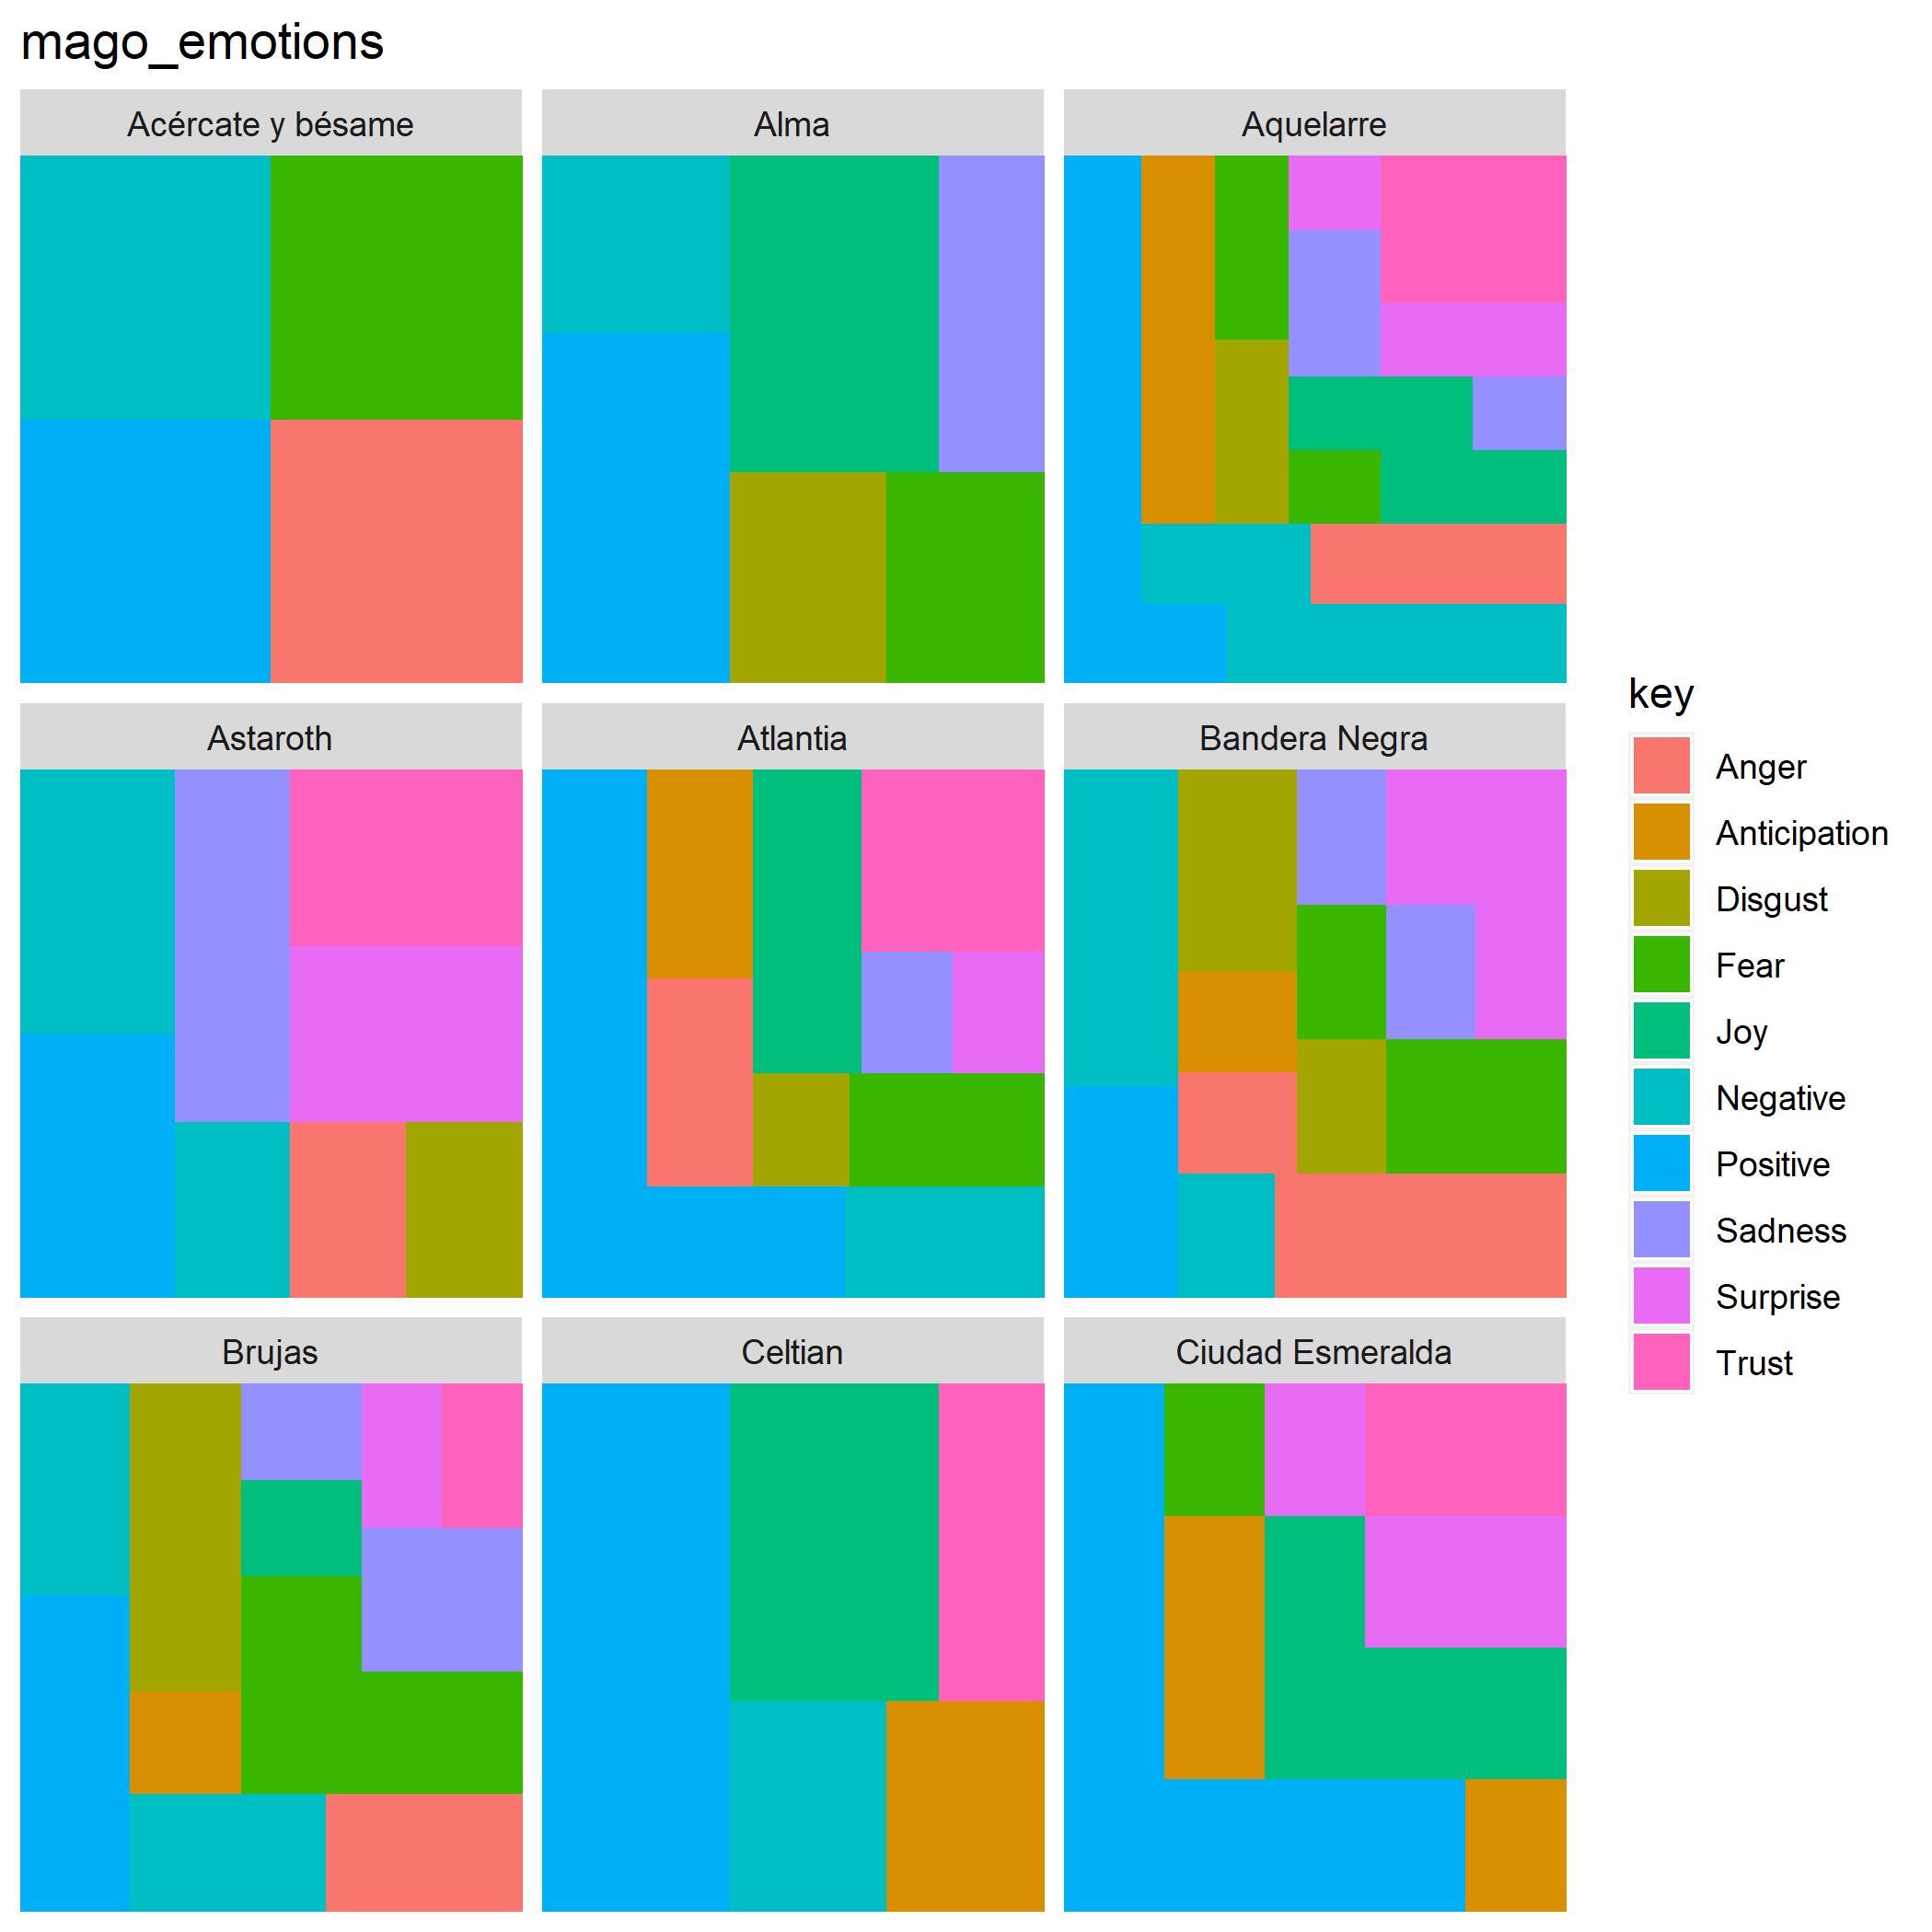 mago_emotions
Acércate y bésame
Alma
Aquelarre
Astaroth
Atlantia
Bandera Negra
Brujas
Celtian
Ciudad Esmeralda
key
Anger
Anticipation
Disgust
Fear
Joy
Negative
Positive
Sadness
Surprise
Trust